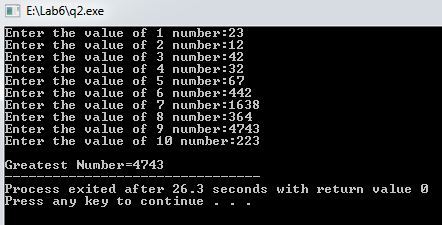 E:\Lab6\q2.exe
Enter the value of 1 number:23
Enter the value of 2 number:12
Enter the value of 3 number:42
Enter the value of 4 number:32
Enter the value of 5 number:67
Enter the value of 6 number:442
Enter the value of 7 number:1638
Enter the value of 8 number:364
Enter the value of 9 number:4743
Enter the value of 10 number:223
Greatest Number=4743
--------------------------------
Process exited after 26.3 seconds with return value 0
Press any key to continue . . .